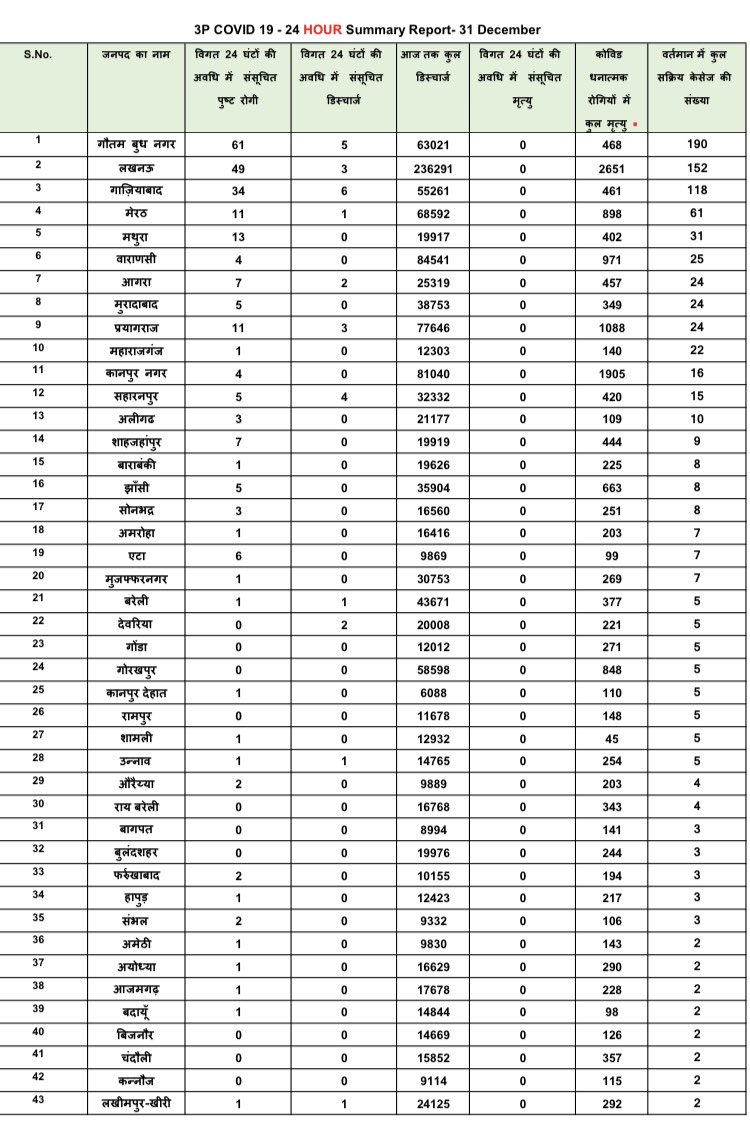 3P COVID 19 - 24 HOUR Summary Report- 31 December
S.No. जनपद का नाम विगत 24 घंटों की अवधि में संसूचित पुष्ट रोगी विगत 24 घंटों की अवधि में संसूचित डिस्चार्ज आज तक कुल डिस्चार्ज विगत 24 घंटों की अवधि में संसूचित मृत्यु कोविड धनात्मक रोगियों में कुल मृत्यु वर्तमान में कुल सक्रिय केसेज की संख्या
1 गौतम बुध नगर 61 5 63021 0 468 190
2 लखनऊ 49 3 236291 0 2651 152
3 गाज़ियाबाद 34 6 55261 0 461 118
4 मेरठ 11 1 68592 0 898 61
5 मथुरा 13 0 19917 0 402 31
6 वाराणसी 4 0 84541 0 971 25
7 आगरा 7 2 25319 0 457 24
8 मुरादाबाद 5 0 38753 0 349 24
9 प्रयागराज 11 3 77646 0 1088 24
10 महाराजगंज 1 0 12303 0 140 22
11 कानपुर नगर 4 0 81040 0 1905 16
12 सहारनपुर 5 4 32332 0 420 15
13 अलीगढ 3 0 21177 0 109 10
14 शाहजहांपुर 7 0 19919 0 444 9
15 बाराबंकी 1 0 19626 0 225 8
16 झाँसी 5 0 35904 0 663 8
17 सोनभद्र 3 0 16560 0 251 8
18 अमरोहा 1 0 16416 0 203 7
19 एटा 6 0 9869 0 99 7
20 मुजफ्फरनगर 1 0 30753 0 269 7
21 बरेली 1 1 43671 0 377 5
22 देवरिया 0 2 20008 0 221 5
23 गोंडा 0 0 12012 0 271 5
24 गोरखपुर 0 0 58598 0 848 5
25 कानपुर देहात 1 0 6088 0 110 5
26 रामपुर 0 0 11678 0 148 5
27 शामली 1 0 12932 0 45 5
28 उन्नाव 1 1 14765 0 254 5
29 औरैय्या 2 0 9889 0 203 4
30 राय बरेली 0 0 16768 0 343 4
31 बागपत 0 0 8994 0 141 3
32 बुलंदशहर 0 0 19976 0 244 3
33 फर्रुखाबाद 2 0 10155 0 194 3
34 हापुड़ 1 0 12423 0 217 3
35 संभल 2 0 9332 0 106 3
36 अमेठी 1 0 9830 0 143 2
37 अयोध्या 1 0 16629 0 290 2
38 आजमगढ़ 1 0 17678 0 228 2
39 बदायूँ 1 0 14844 0 98 2
40 बिजनौर 0 0 14669 0 126 2
41 चंदौली 0 0 15852 0 357 2
42 कन्नौज 0 0 9114 0 115 2
43 लखीमपुर-खीरी 1 1 24125 0 292 2